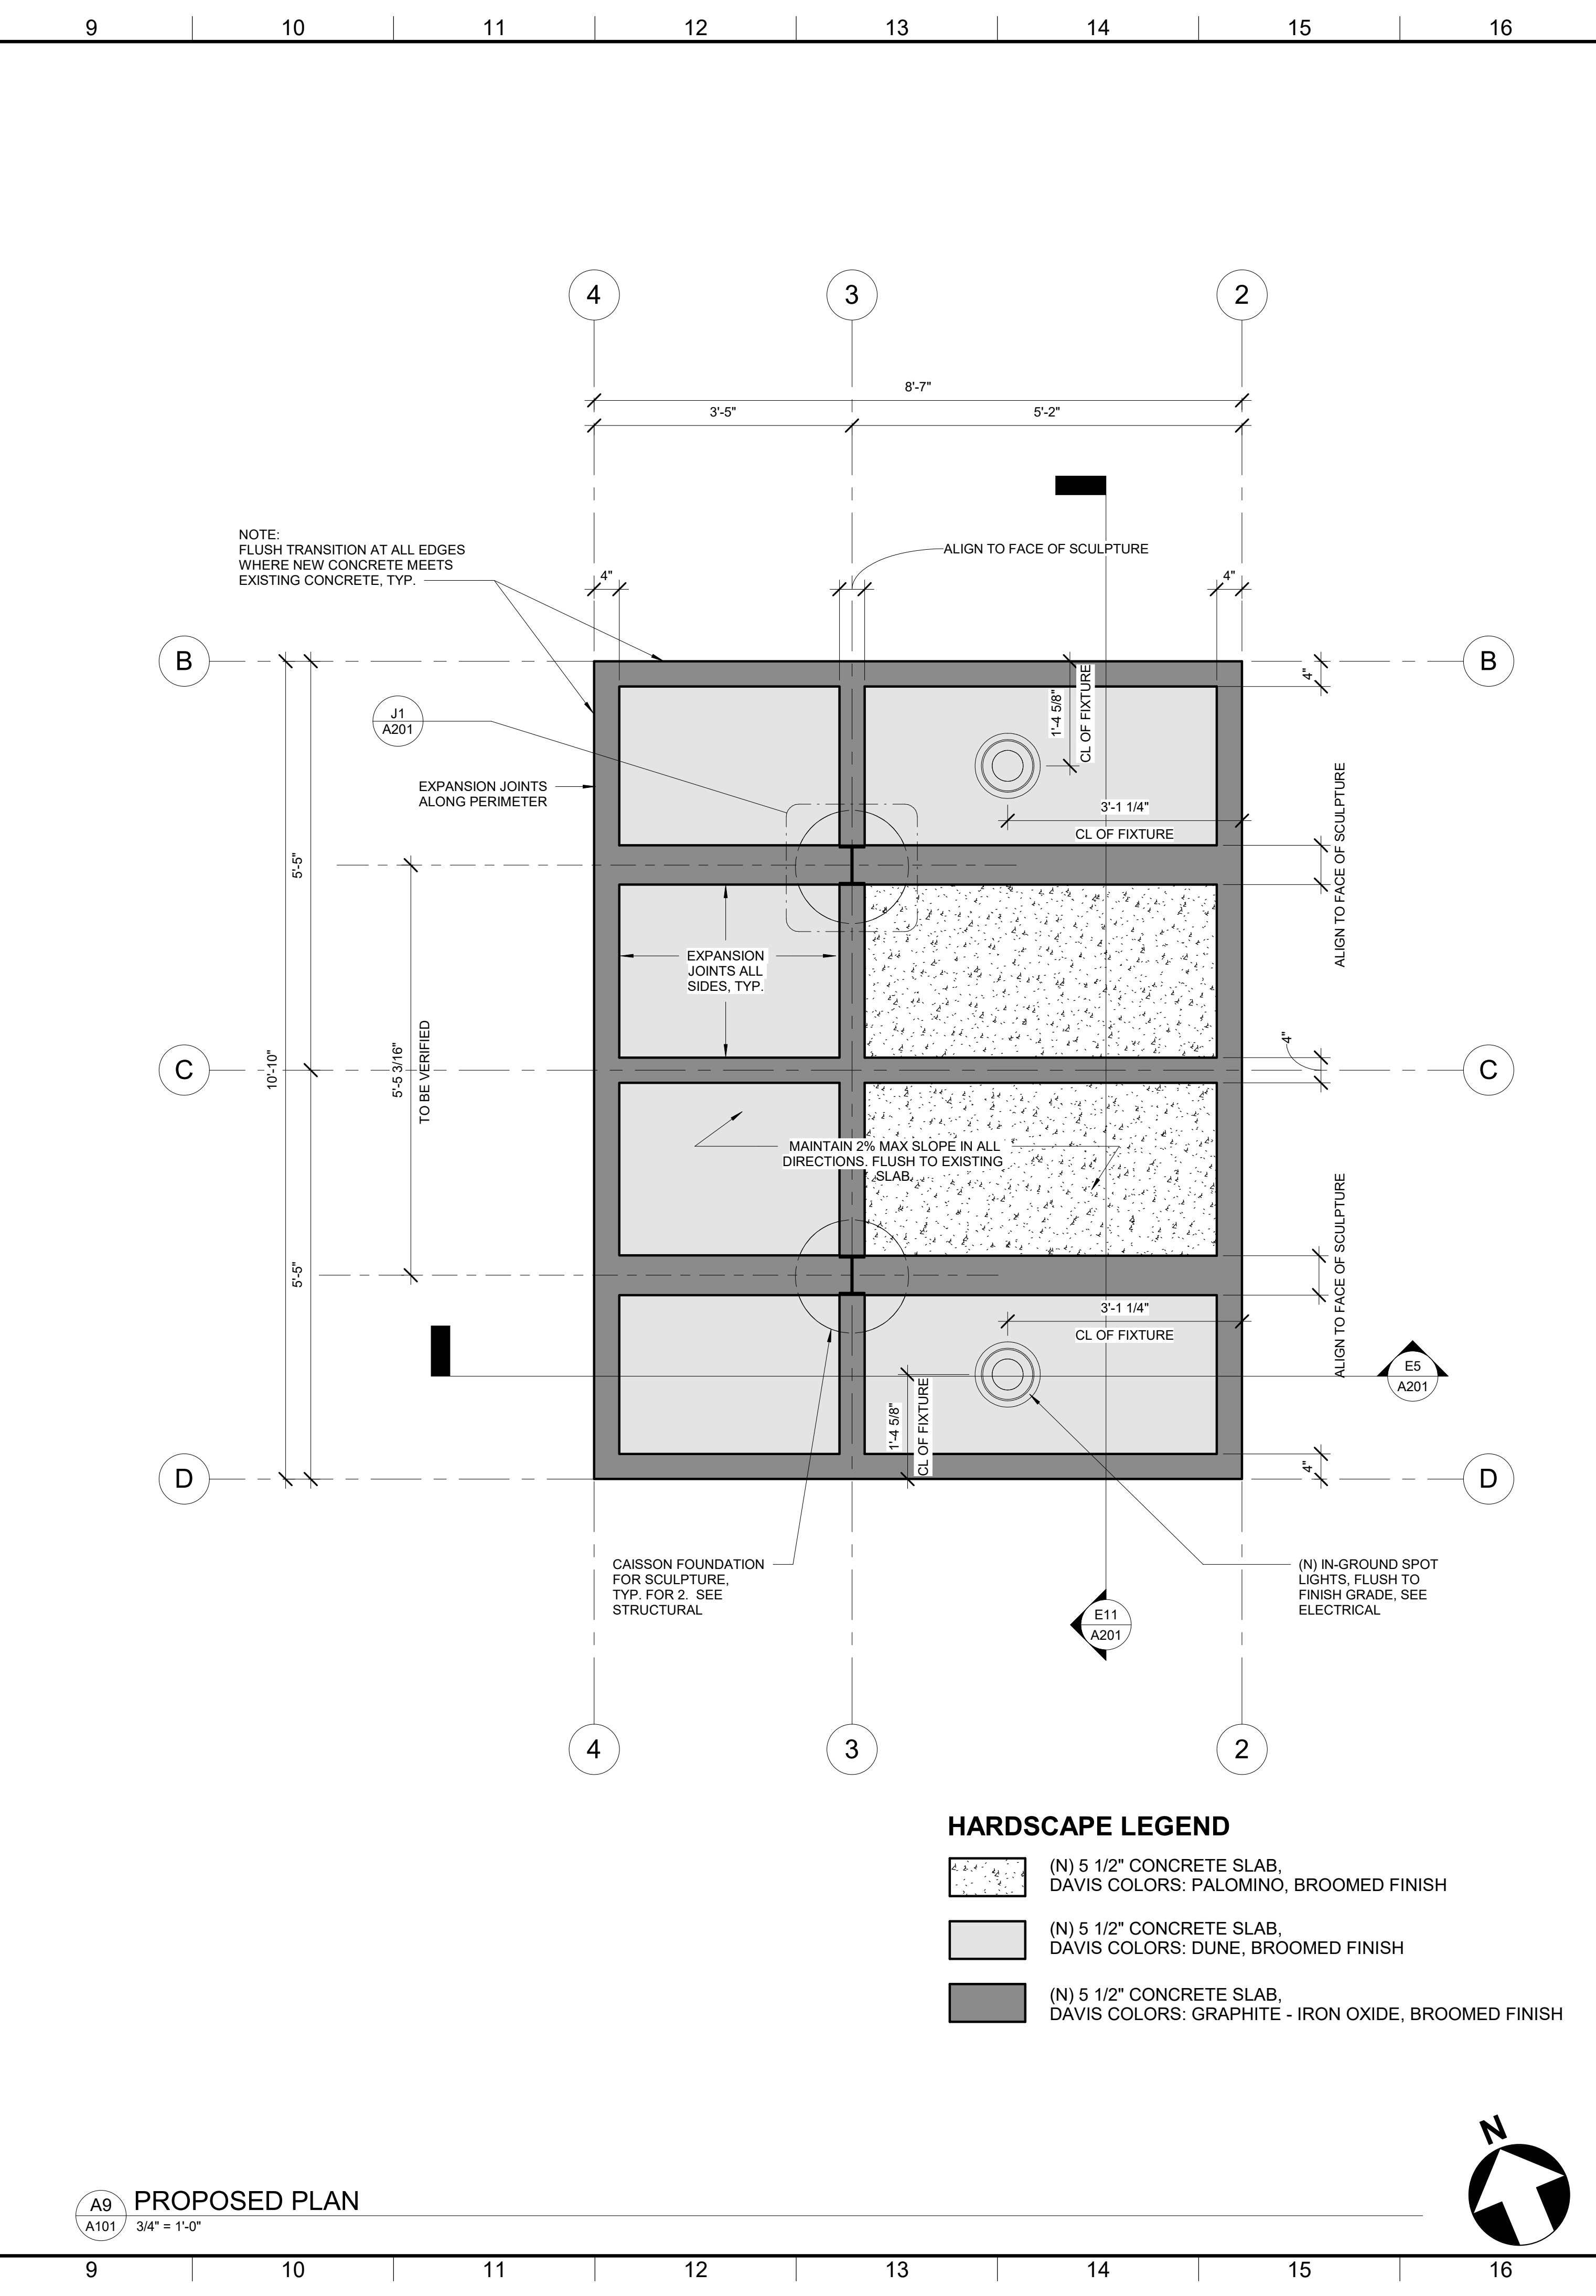 9 10 11 12 13 14 15 16
4 3 2
8'-7"
3'-5" 5'-2"
NOTE:
FLUSH TRANSITION AT ALL EDGES
WHERE NEW CONCRETE MEETS
EXISTING CONCRETE, TYP.
ALIGN TO FACE OF SCULPTURE
4" 4"
B B
4"
J1
A201
1'-4 5/8"
CL OF FIXTURE
EXPANSION JOINTS
ALONG PERIMETER
3'-1 1/4"
CL OF FIXTURE
ALIGN TO FACE OF SCULPTURE
5'-5"
EXPANSION
JOINTS ALL
SIDES, TYP.
4"
C C
10'-10"
5'-5 3/16"
TO BE VERIFIED
MAINTAIN 2% MAX SLOPE IN ALL
DIRECTIONS. FLUSH TO EXISTING
SLAB.
5'-5"
ALIGN TO FACE OF SCULPTURE
3'-1 1/4"
CL OF FIXTURE
E5
A201
1'-4 5/8"
CL OF FIXTURE
4"
D D
CAISSON FOUNDATION
FOR SCULPTURE,
TYP. FOR 2. SEE
STRUCTURAL
(N) IN-GROUND SPOT
LIGHTS, FLUSH TO
FINISH GRADE, SEE
ELECTRICAL
E11
A201
4 3 2
HARDSCAPE LEGEND
(N) 5 1/2" CONCRETE SLAB,
DAVIS COLORS: PALOMINO, BROOMED FINISH
(N) 5 1/2" CONCRETE SLAB,
DAVIS COLORS: DUNE, BROOMED FINISH
(N) 5 1/2" CONCRETE SLAB,
DAVIS COLORS: GRAPHITE - IRON OXIDE, BROOMED FINISH
N
A9
A101
PROPOSED PLAN
3/4" = 1'-0"
9 10 11 12 13 14 15 16